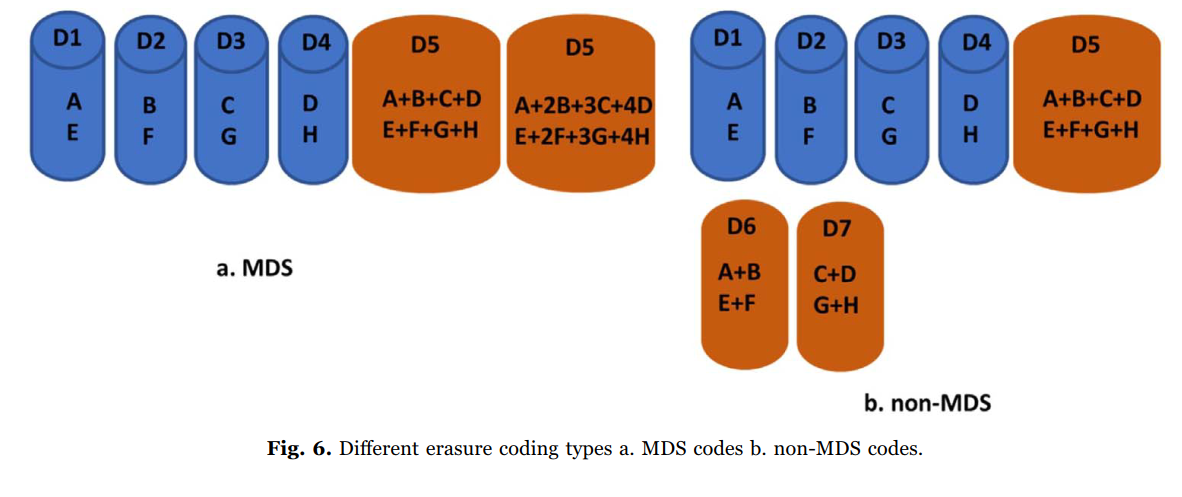 D1 D2 D3 D4 D5 D5
A B C D A+B+C+D A+2B+3C+4D
E F G H E+F+G+H E+2F+3G+4H
a. MDS
D1 D2 D3 D4 D5
A B C D A+B+C+D
E F G H E+F+G+H
D6 D7
A+B C+D
E+F G+H
b. non-MDS
Fig. 6. Different erasure coding types a. MDS codes b. non-MDS codes.